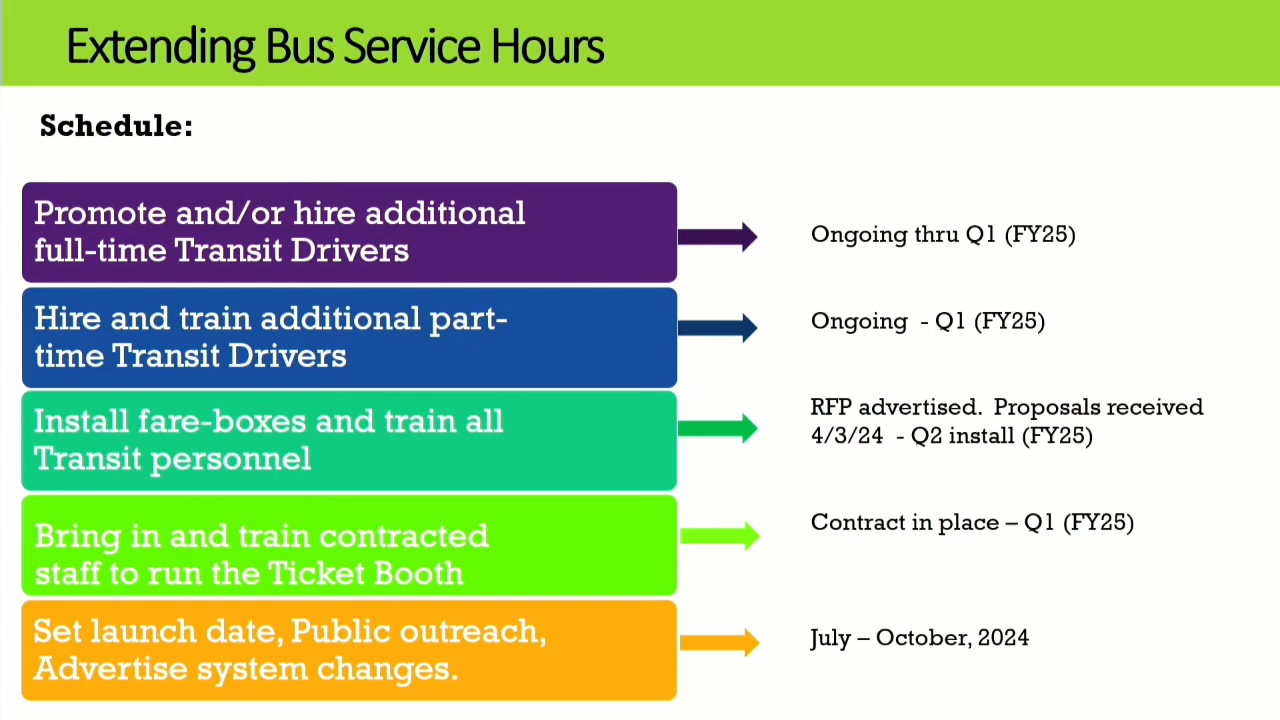 Extending Bus Service Hours
Schedule:
Promote and/or hire additional
full-time Transit Drivers
Ongoing thru Q1 (FY25)
Hire and train additional part-
time Transit Drivers
Ongoing - Q1 (FY25)
Install fare-boxes and train all
Transit personnel
RFP advertised. Proposals received
4/3/24 - Q2 install (FY25)
Bring in and train contracted
staff to run the Ticket Booth
Contract in place – Q1 (FY25)
Set launch date, Public outreach,
Advertise system changes.
July – October, 2024